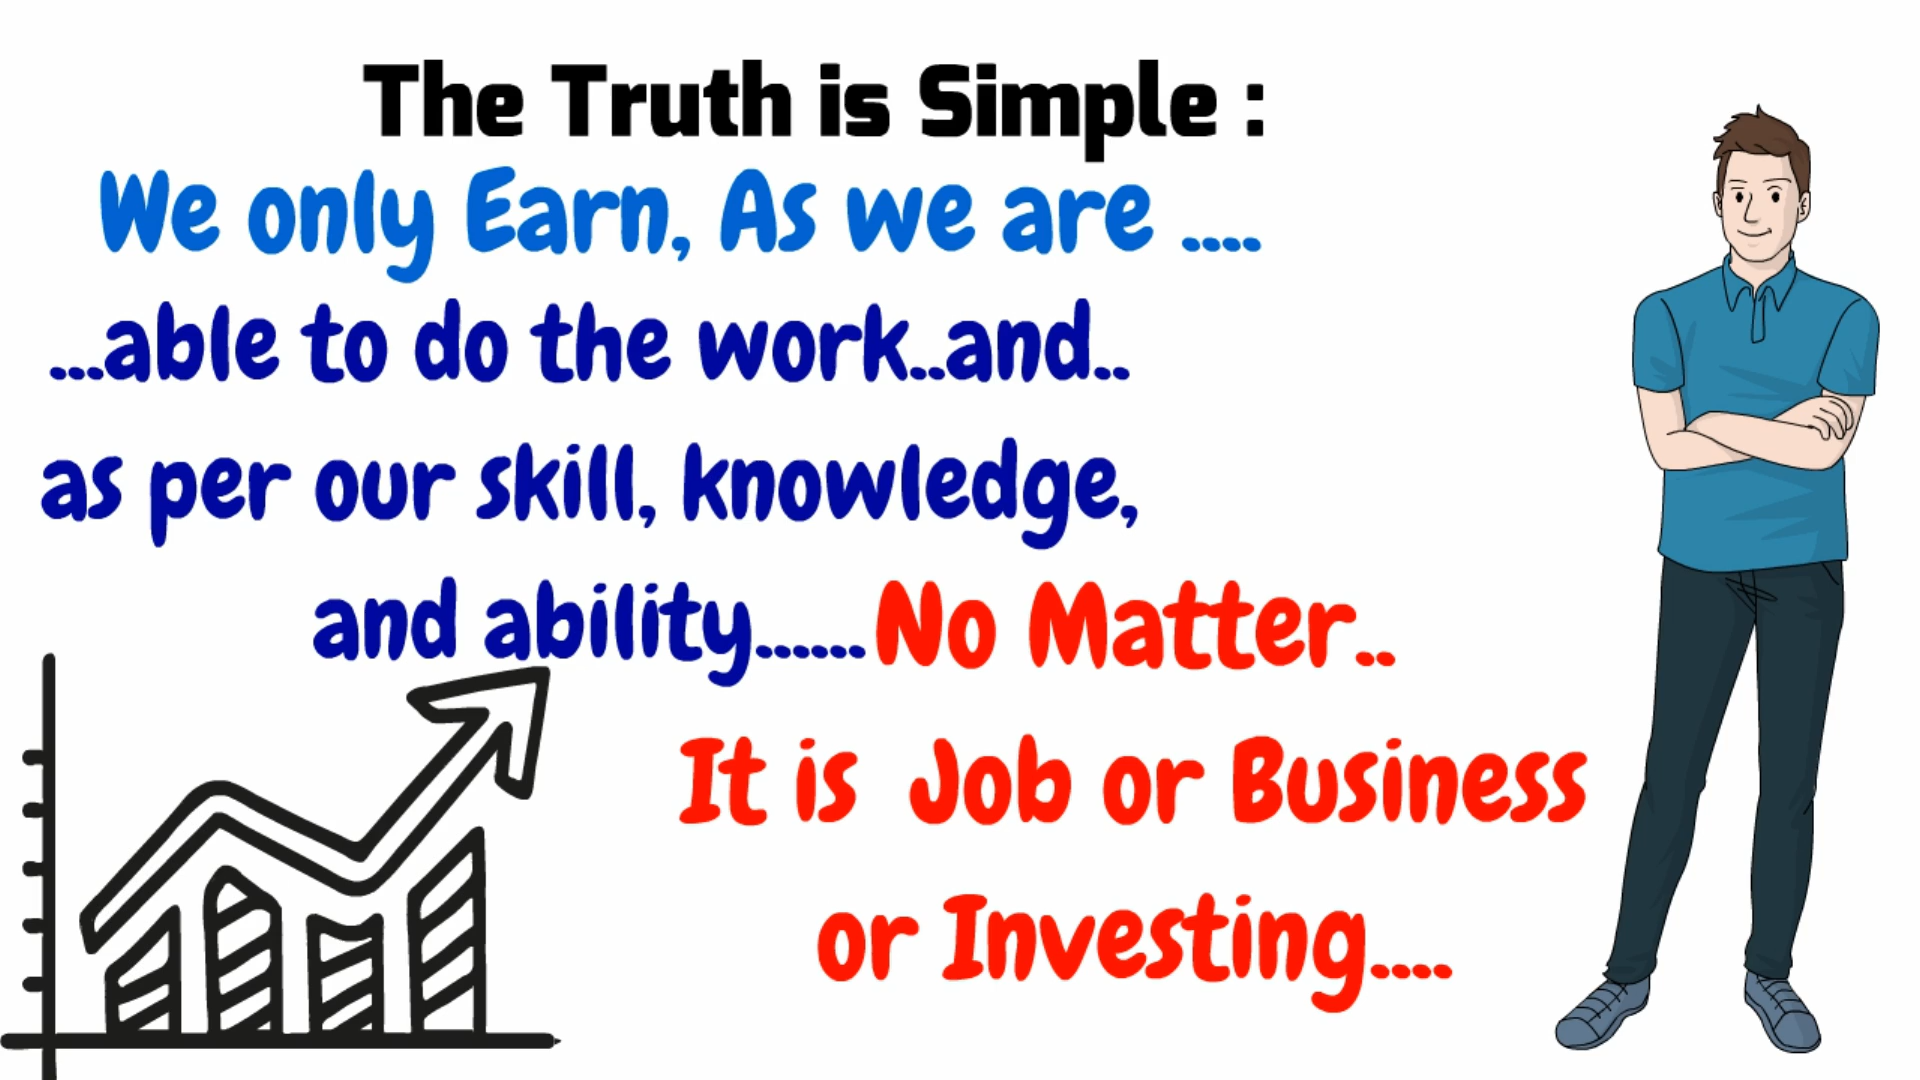 The Truth is Simple :
We only Earn, As we are ....
...able to do the work..and..
as per our skill, knowledge,
and ability......No Matter..
It is Job or Business
or Investing....